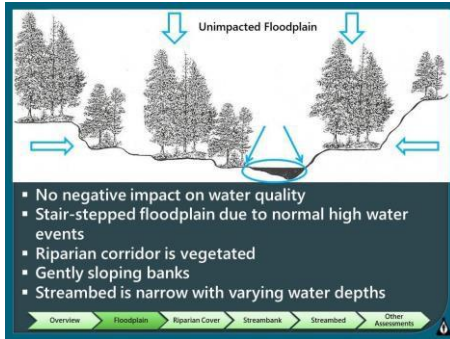 Unimpacted Floodplain
▪ No negative impact on water quality
▪ Stair-stepped floodplain due to normal high water
events
▪ Riparian corridor is vegetated
▪ Gently sloping banks
▪ Streambed is narrow with varying water depths
Overview
Floodplain
Riparian Cover
Streambank
Streambed
Other
Assessments